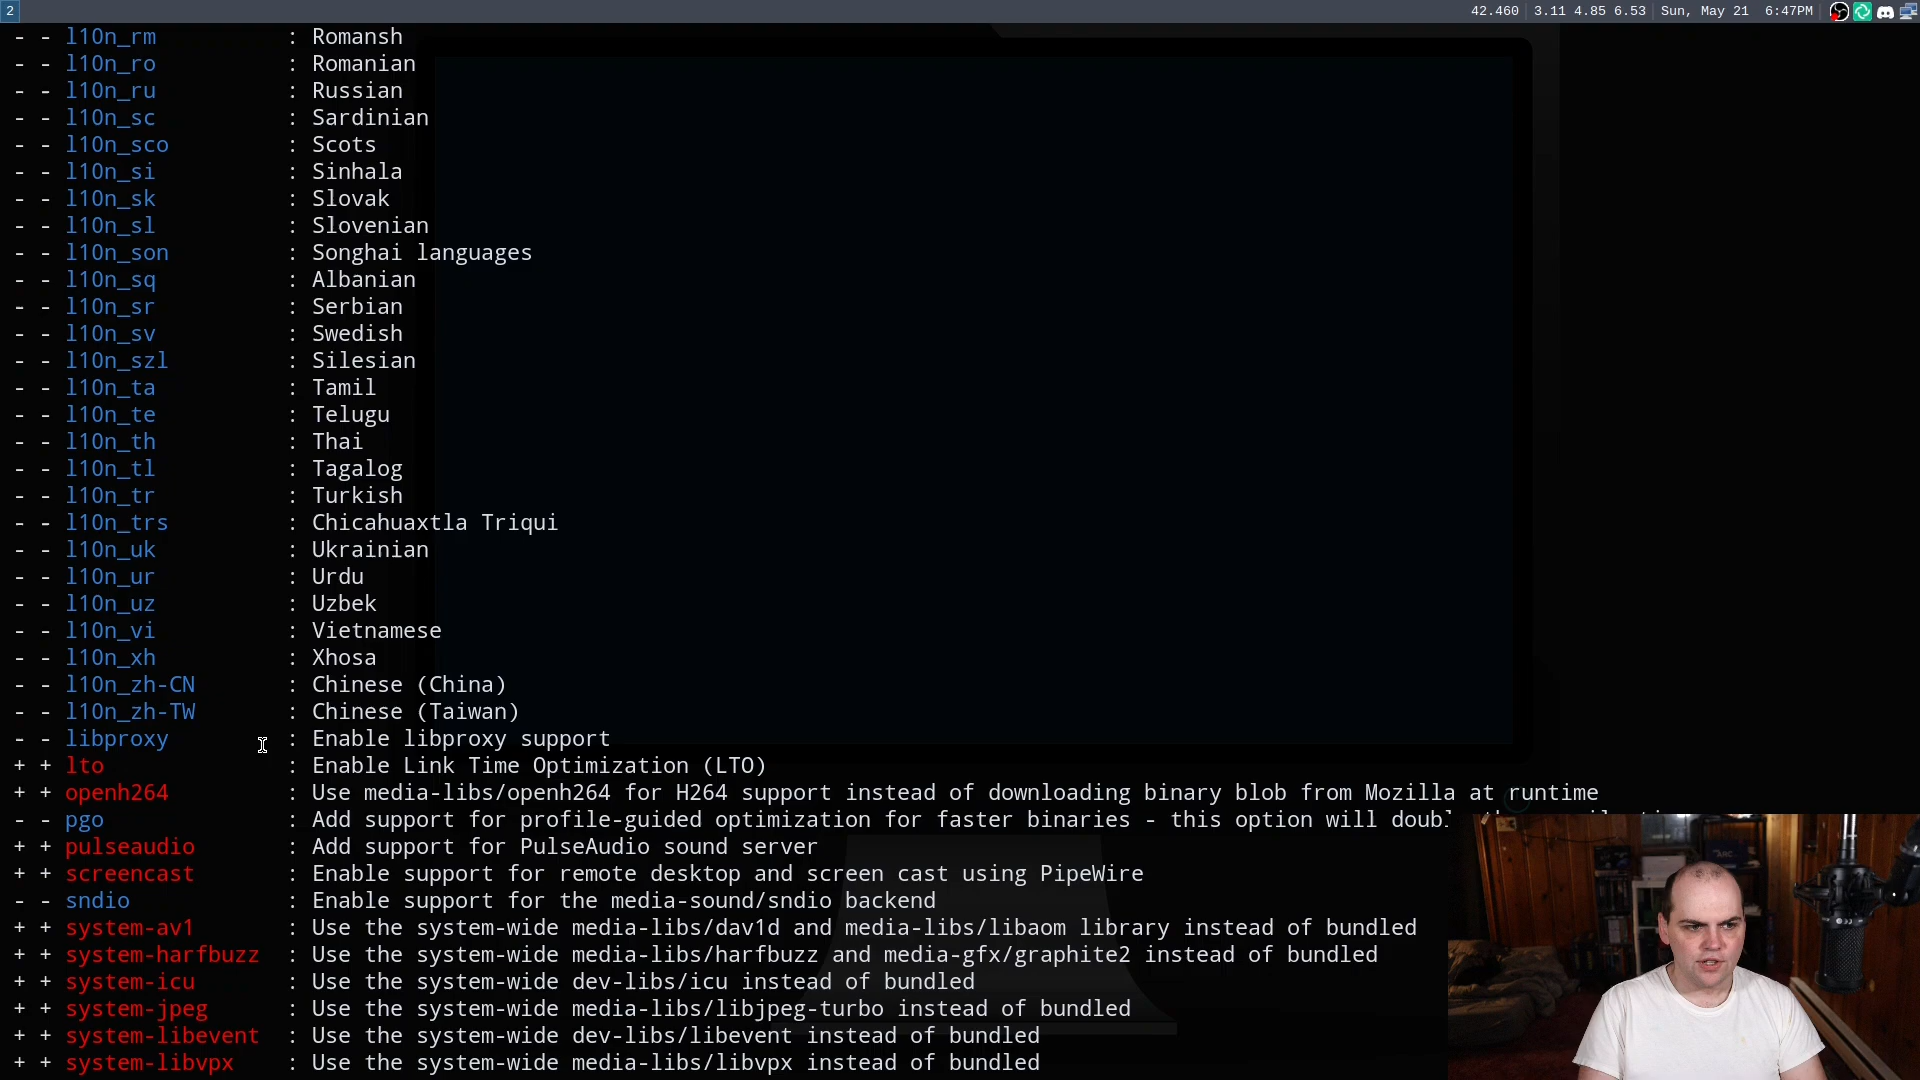 2 42.460 3.11 4.85 6.53 Sun, May 21 6:47PM
- - l10n_rm : Romansh
- - l10n_ro : Romanian
- - l10n_ru : Russian
- - l10n_sc : Sardinian
- - l10n_sco : Scots
- - l10n_si : Sinhala
- - l10n_sk : Slovak
- - l10n_sl : Slovenian
- - l10n_son : Songhai languages
- - l10n_sq : Albanian
- - l10n_sr : Serbian
- - l10n_sv : Swedish
- - l10n_szl : Silesian
- - l10n_ta : Tamil
- - l10n_te : Telugu
- - l10n_th : Thai
- - l10n_tl : Tagalog
- - l10n_tr : Turkish
- - l10n_trs : Chicahuaxtla Triqui
- - l10n_uk : Ukrainian
- - l10n_ur : Urdu
- - l10n_uz : Uzbek
- - l10n_vi : Vietnamese
- - l10n_xh : Xhosa
- - l10n_zh-CN : Chinese (China)
- - l10n_zh-TW : Chinese (Taiwan)
- - libproxy : Enable libproxy support
+ + lto : Enable Link Time Optimization (LTO)
+ + openh264 : Use media-libs/openh264 for H264 support instead of downloading binary blob from Mozilla at runtime
- - pgo : Add support for profile-guided optimization for faster binaries - this option will
+ + pulseaudio : Add support for PulseAudio sound server
+ + screencast : Enable support for remote desktop and screen cast using PipeWire
- - sndio : Enable support for the media-sound/sndio backend
+ + system-av1 : Use the system-wide media-libs/dav1d and media-libs/libaom library instead of bundled
+ + system-harfbuzz : Use the system-wide media-libs/harfbuzz and media-gfx/graphite2 instead of bundled
+ + system-icu : Use the system-wide dev-libs/icu instead of bundled
+ + system-jpeg : Use the system-wide media-libs/libjpeg-turbo instead of bundled
+ + system-libevent : Use the system-wide dev-libs/libevent instead of bundled
+ + system-libvpx : Use the system-wide media-libs/libvpx instead of bundled